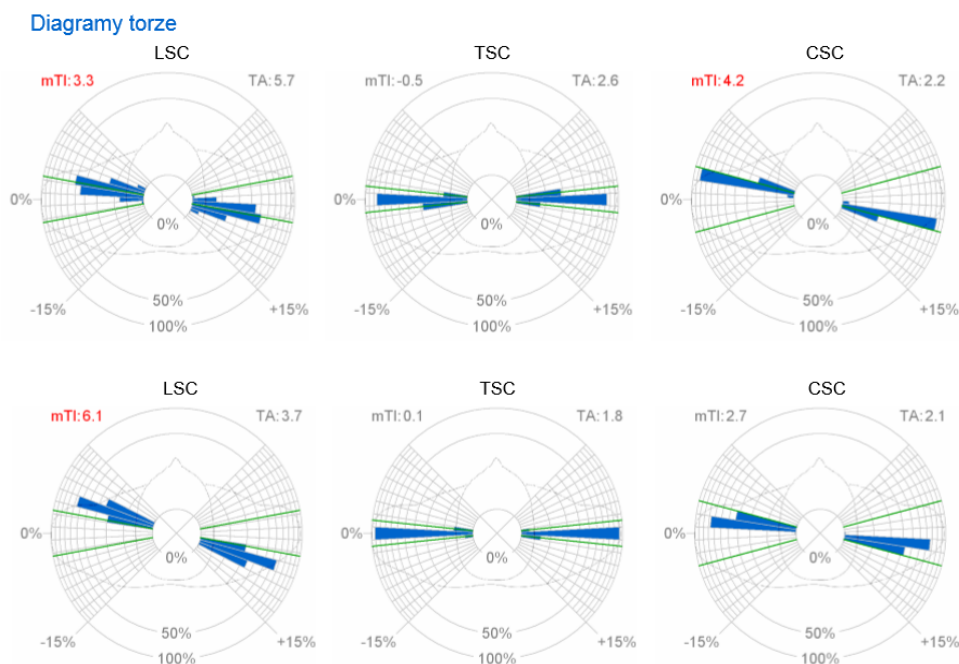 Diagramy torze
LSC
TSC
CSC
mTI:3.3
TA:5.7
mTI:-0.5
TA:2.6
mTI:4.2
TA:2.2
0%
0%
0%
0%
0%
0%
-15%
50%
+15%
-15%
50%
+15%
-15%
50%
+15%
100%
100%
100%
LSC
TSC
CSC
mTI:6.1
TA:3.7
mTI:0.1
TA:1.8
mTI:2.7
TA:2.1
0%
0%
0%
0%
0%
0%
-15%
50%
+15%
-15%
50%
+15%
-15%
50%
+15%
100%
100%
100%